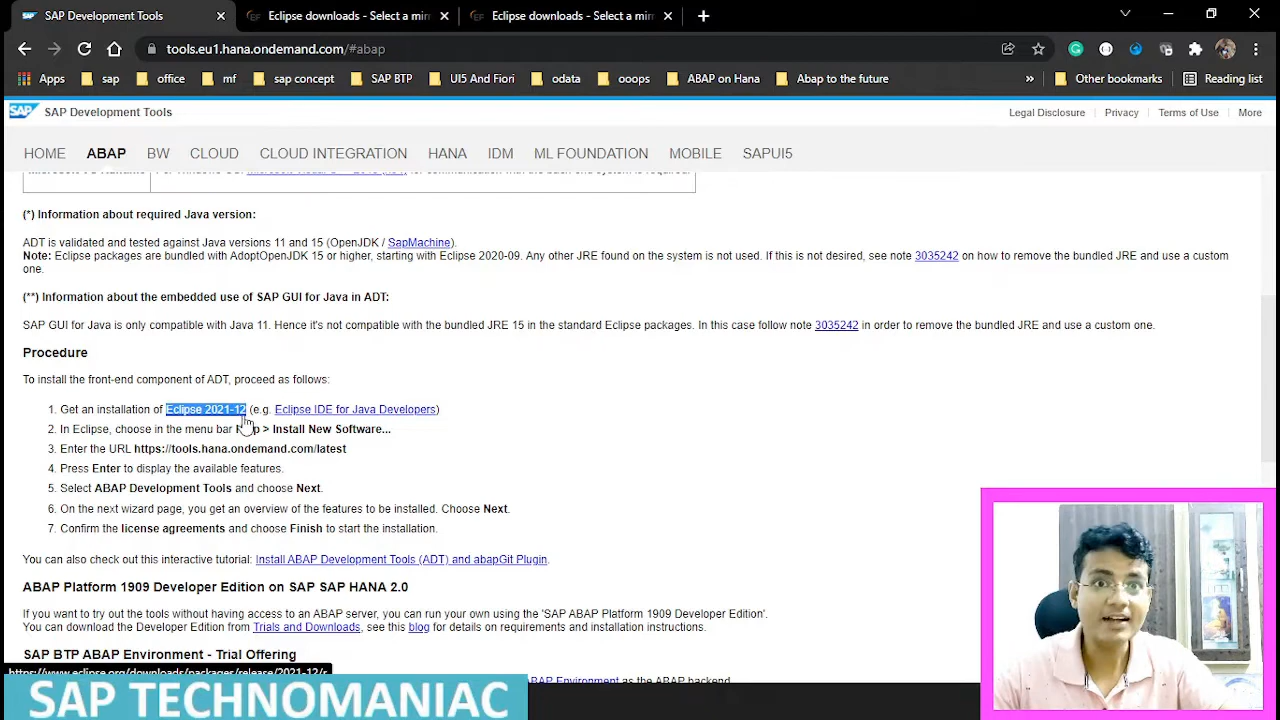 SAP Development Tools
Eclipse downloads - Select a mirr
Eclipse downloads - Select a mirr
tools.eu1.hana.ondemand.com/#abap
Apps sap office mf sap concept SAP BTP UI5 And Fiori odata ooops ABAP on Hana Abap to the future » Other bookmarks Reading list
SAP SAP Development Tools Legal Disclosure Privacy Terms of Use More
HOME ABAP BW CLOUD CLOUD INTEGRATION HANA IDM ML FOUNDATION MOBILE SAPUI5
(*) Information about required Java version:
ADT is validated and tested against Java versions 11 and 15 (OpenJDK / SapMachine).
Note: Eclipse packages are bundled with AdoptOpenJDK 15 or higher, starting with Eclipse 2020-09. Any other JRE found on the system is not used. If this is not desired, see note 3035242 on how to remove the bundled JRE and use a custom
one.
(**) Information about the embedded use of SAP GUI for Java in ADT:
SAP GUI for Java is only compatible with Java 11. Hence it's not compatible with the bundled JRE 15 in the standard Eclipse packages. In this case follow note 3035242 in order to remove the bundled JRE and use a custom one.
Procedure
To install the front-end component of ADT, proceed as follows:
1. Get an installation of Eclipse 2021-12 (e.g. Eclipse IDE for Java Developers)
2. In Eclipse, choose in the menu bar > Install New Software...
3. Enter the URL https://tools.hana.ondemand.com/latest
4. Press Enter to display the available features.
5. Select ABAP Development Tools and choose Next.
6. On the next wizard page, you get an overview of the features to be installed. Choose Next.
7. Confirm the license agreements and choose Finish to start the installation.
You can also check out this interactive tutorial: Install ABAP Development Tools (ADT) and abapGit Plugin.
ABAP Platform 1909 Developer Edition on SAP SAP HANA 2.0
If you want to try out the tools without having access to an ABAP server, you can run your own using the 'SAP ABAP Platform 1909 Developer Edition'.
You can download the Developer Edition from Trials and Downloads, see this blog for details on requirements and installation instructions.
SAP BTP ABAP Environment - Trial Offering
https://www.eclipse.org/downloads/packages/release/2021-12/r
ABAP Environment as the ABAP backend.
SAP TECHNOMANIAC